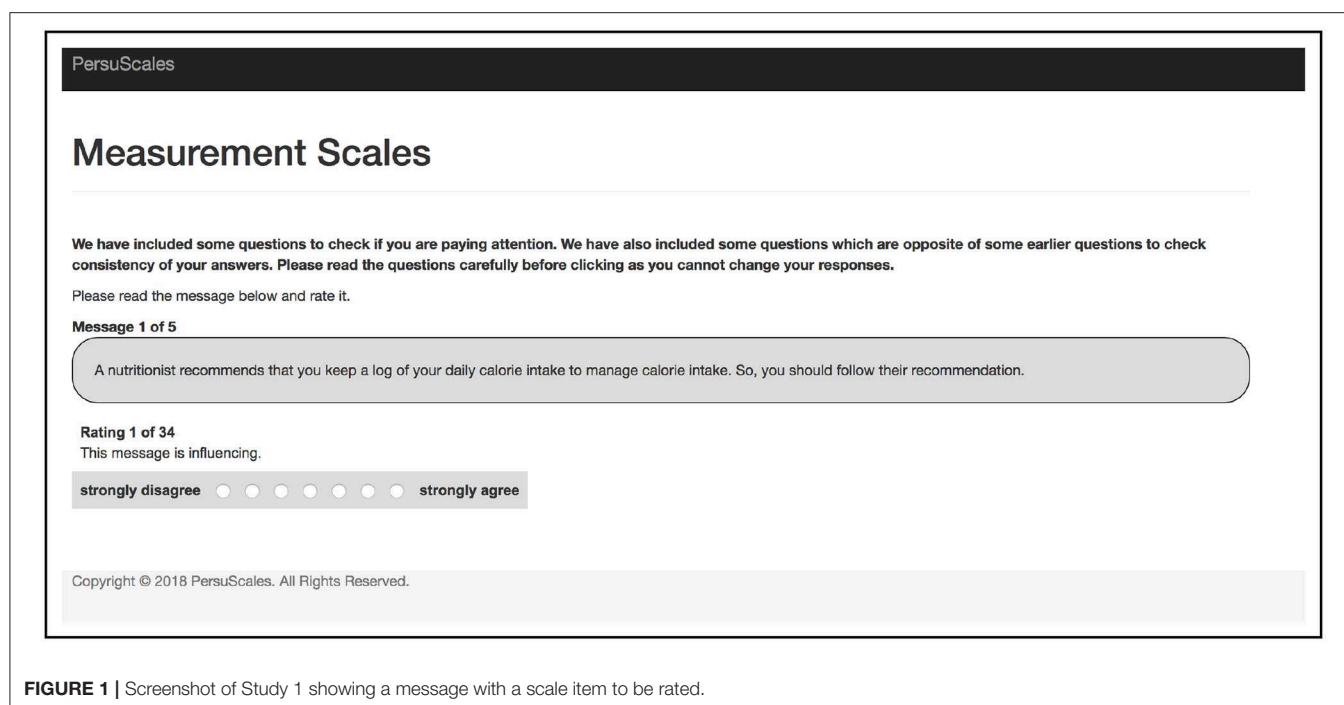 PersuScales
Measurement Scales
We have included some questions to check if you are paying attention. We have also included some questions which are opposite of some earlier questions to check
consistency of your answers. Please read the questions carefully before clicking as you cannot change your responses.
Please read the message below and rate it.
Message 1 of 5
A nutritionist recommends that you keep a log of your daily calorie intake to manage calorie intake. So, you should follow their recommendation.
Rating 1 of 34
This message is influencing.
strongly disagree strongly agree
Copyright © 2018 PersuScales. All Rights Reserved.
FIGURE 1 | Screenshot of Study 1 showing a message with a scale item to be rated.